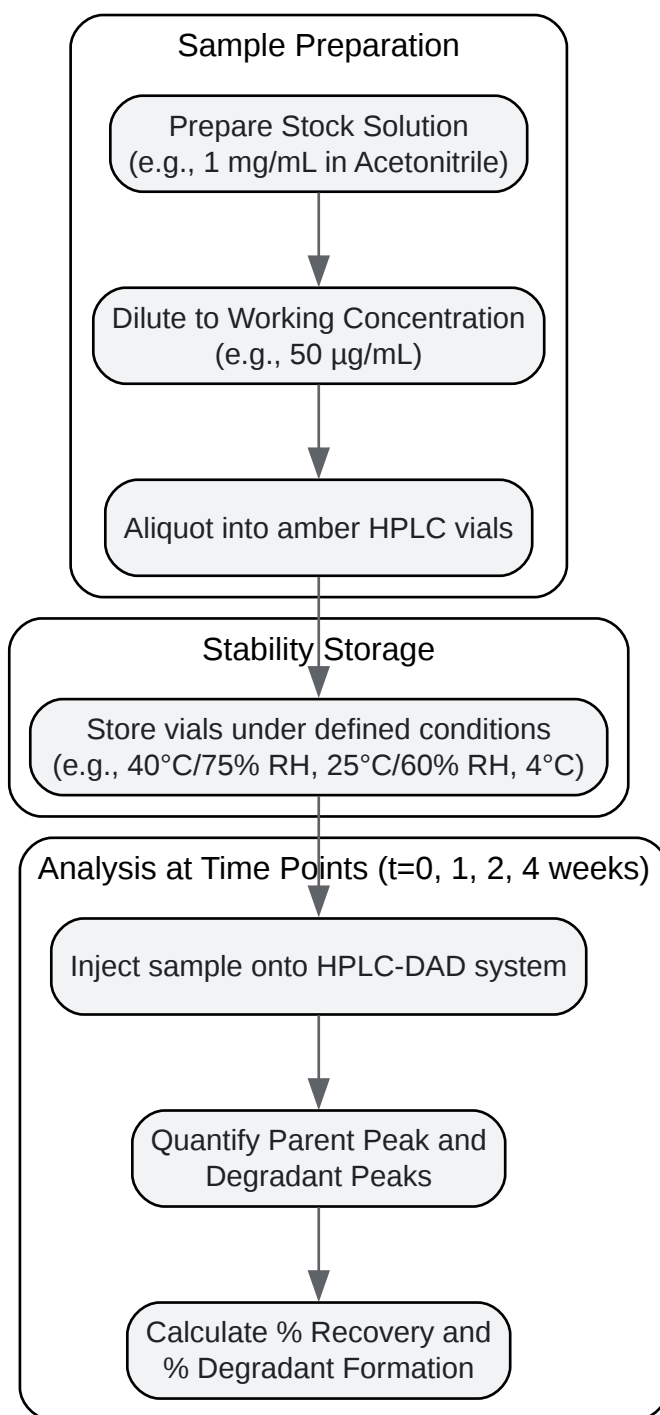 Sample Preparation
Prepare Stock Solution
(e.g., 1 mg/mL in Acetonitrile)
Dilute to Working Concentration
(e.g., 50 µg/mL)
Aliquot into amber HPLC vials
Stability Storage
Store vials under defined conditions
(e.g., 40°C/75% RH, 25°C/60% RH, 4°C)
Analysis at Time Points (t=0, 1, 2, 4 weeks)
Inject sample onto HPLC-DAD system
Quantify Parent Peak and
Degradant Peaks
Calculate % Recovery and
% Degradant Formation